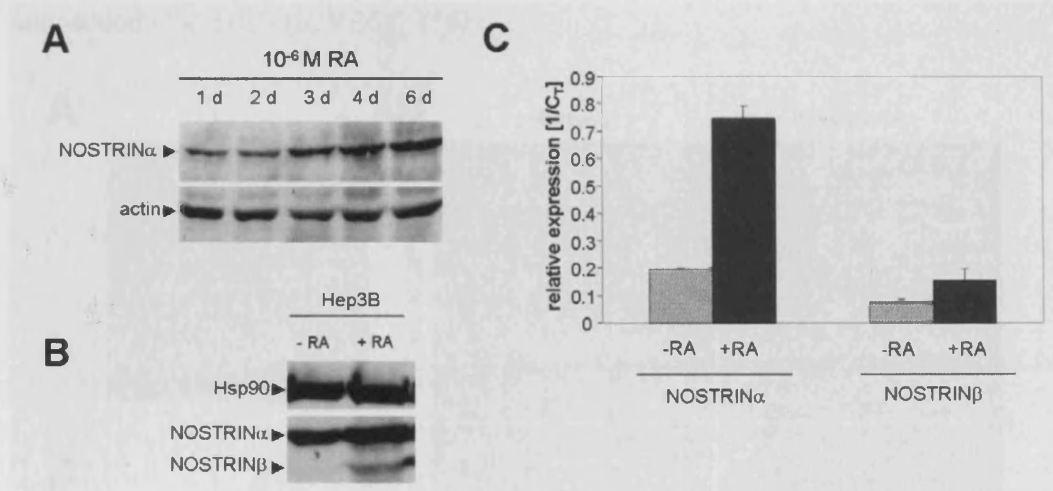 A
10⁻⁶ M RA
1 d 2 d 3 d 4 d 6 d
NOSTRINα
actin
B
Hep3B
- RA + RA
Hsp90
NOSTRINα
NOSTRINβ
C
relative expression [1/C_T]
0.9
0.8
0.7
0.6
0.5
0.4
0.3
0.2
0.1
0
-RA +RA -RA +RA
NOSTRINα NOSTRINβ